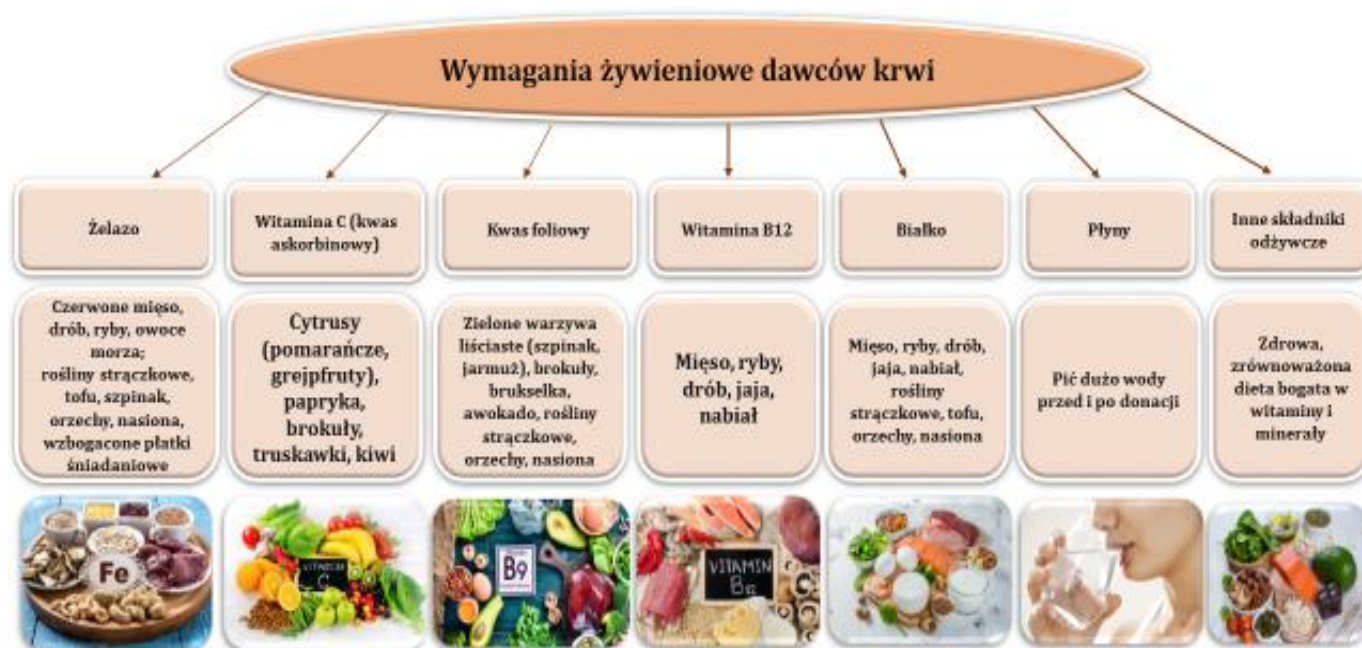 Wymagania żywieniowe dawców krwi
Żelazo
Witamina C (kwas
askorbinowy)
Kwas foliowy
Witamina B12
Białko
Płyny
Inne składniki
odżywcze
Czerwone mięso,
drób, ryby, owoce
morza;
rośliny strączkowe,
tofu, szpinak,
orzechy, nasiona,
wzbogacone płatki
śniadaniowe
Cytrusy
(pomarańcze,
grejpfruty),
papryka,
brokuły,
truskawki, kiwi
Zielone warzywa
liściaste (szpinak,
jarmuż), brokuły,
brukselka,
awokado, rośliny
strączkowe,
orzechy, nasiona
Mięso, ryby,
drób, jaja,
nabiał
Mięso, ryby, drób,
jaja, nabiał,
rośliny
strączkowe, tofu,
orzechy, nasiona
Pić dużo wody
przed i po donacji
Zdrowa,
zrównoważona
dieta bogata w
witaminy i
minerały
Fe
VITAMIN
C
B9
VITAMIN
B12